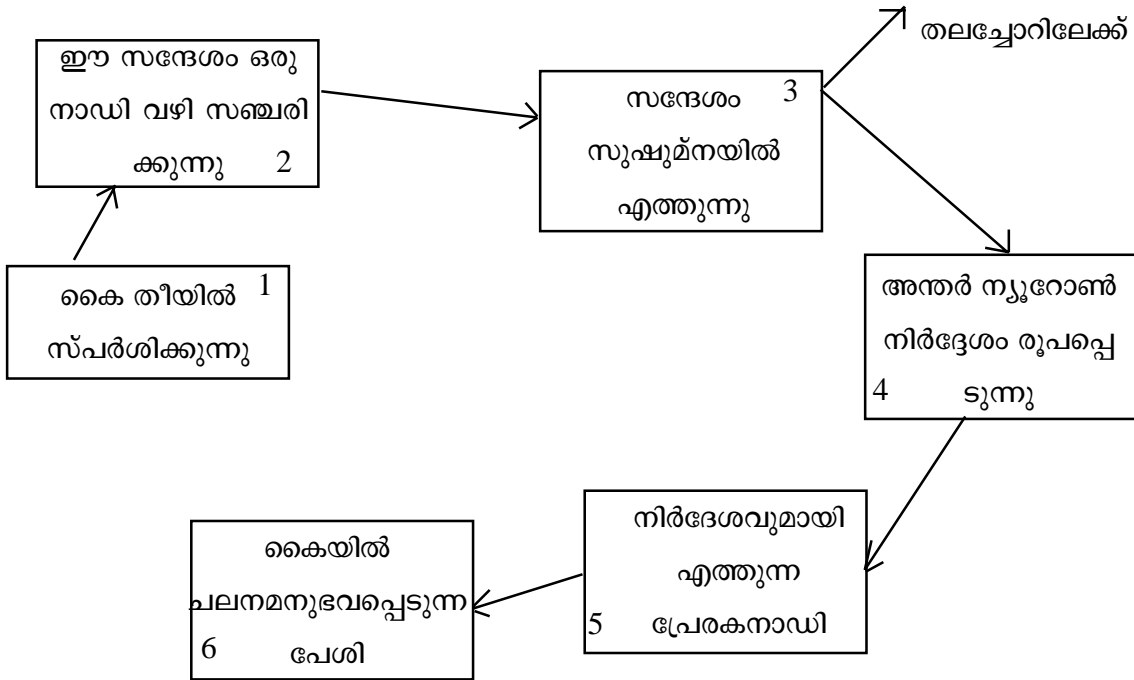 കൈ തീയിൽ 1
സ്പർശിക്കുന്നു
ഈ സന്ദേശം ഒരു
നാഡി വഴി സഞ്ചരി
ക്കുന്നു 2
സന്ദേശം 3
സുഷുമ്നയിൽ
എത്തുന്നു
തലച്ചോറിലേക്ക്
അന്തർ ന്യൂറോൺ
നിർദ്ദേശം രൂപപ്പെ
4 ടുന്നു
നിർദേശവുമായി
എത്തുന്ന
5 പ്രേരകനാഡി
കൈയിൽ
ചലനമനുഭവപ്പെടുന്ന
6 പേശി